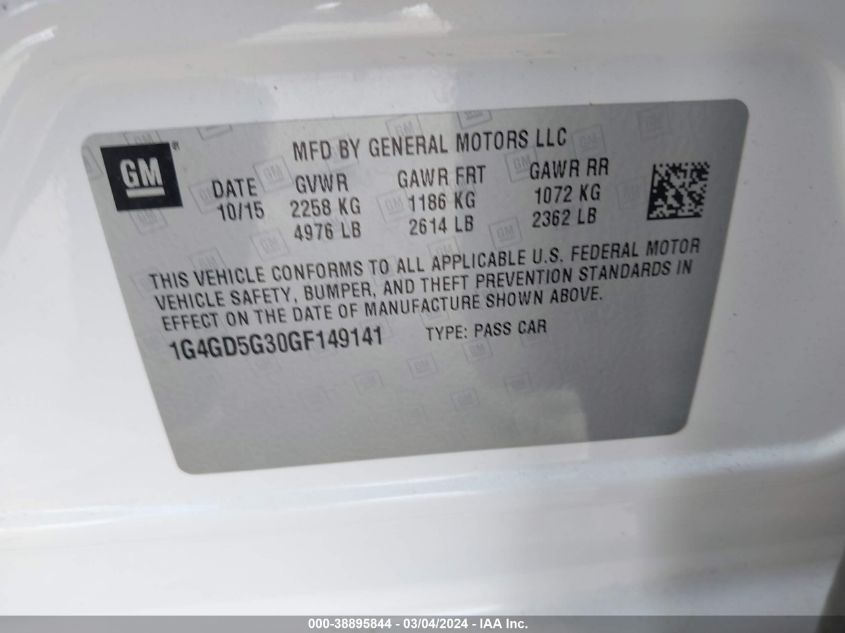 MFD BY GENERAL MOTORS LLC
GM
DATE GVWR GAWR FRT GAWR RR
10/15 2258 KG 1186 KG 1072 KG
4976 LB 2614 LB 2362 LB
THIS VEHICLE CONFORMS TO ALL APPLICABLE U.S. FEDERAL MOTOR
VEHICLE SAFETY, BUMPER, AND THEFT PREVENTION STANDARDS IN
EFFECT ON THE DATE OF MANUFACTURE SHOWN ABOVE.
1G4GD5G30GF149141 TYPE: PASS CAR
000-38895844 - 03/04/2024 - IAA Inc.